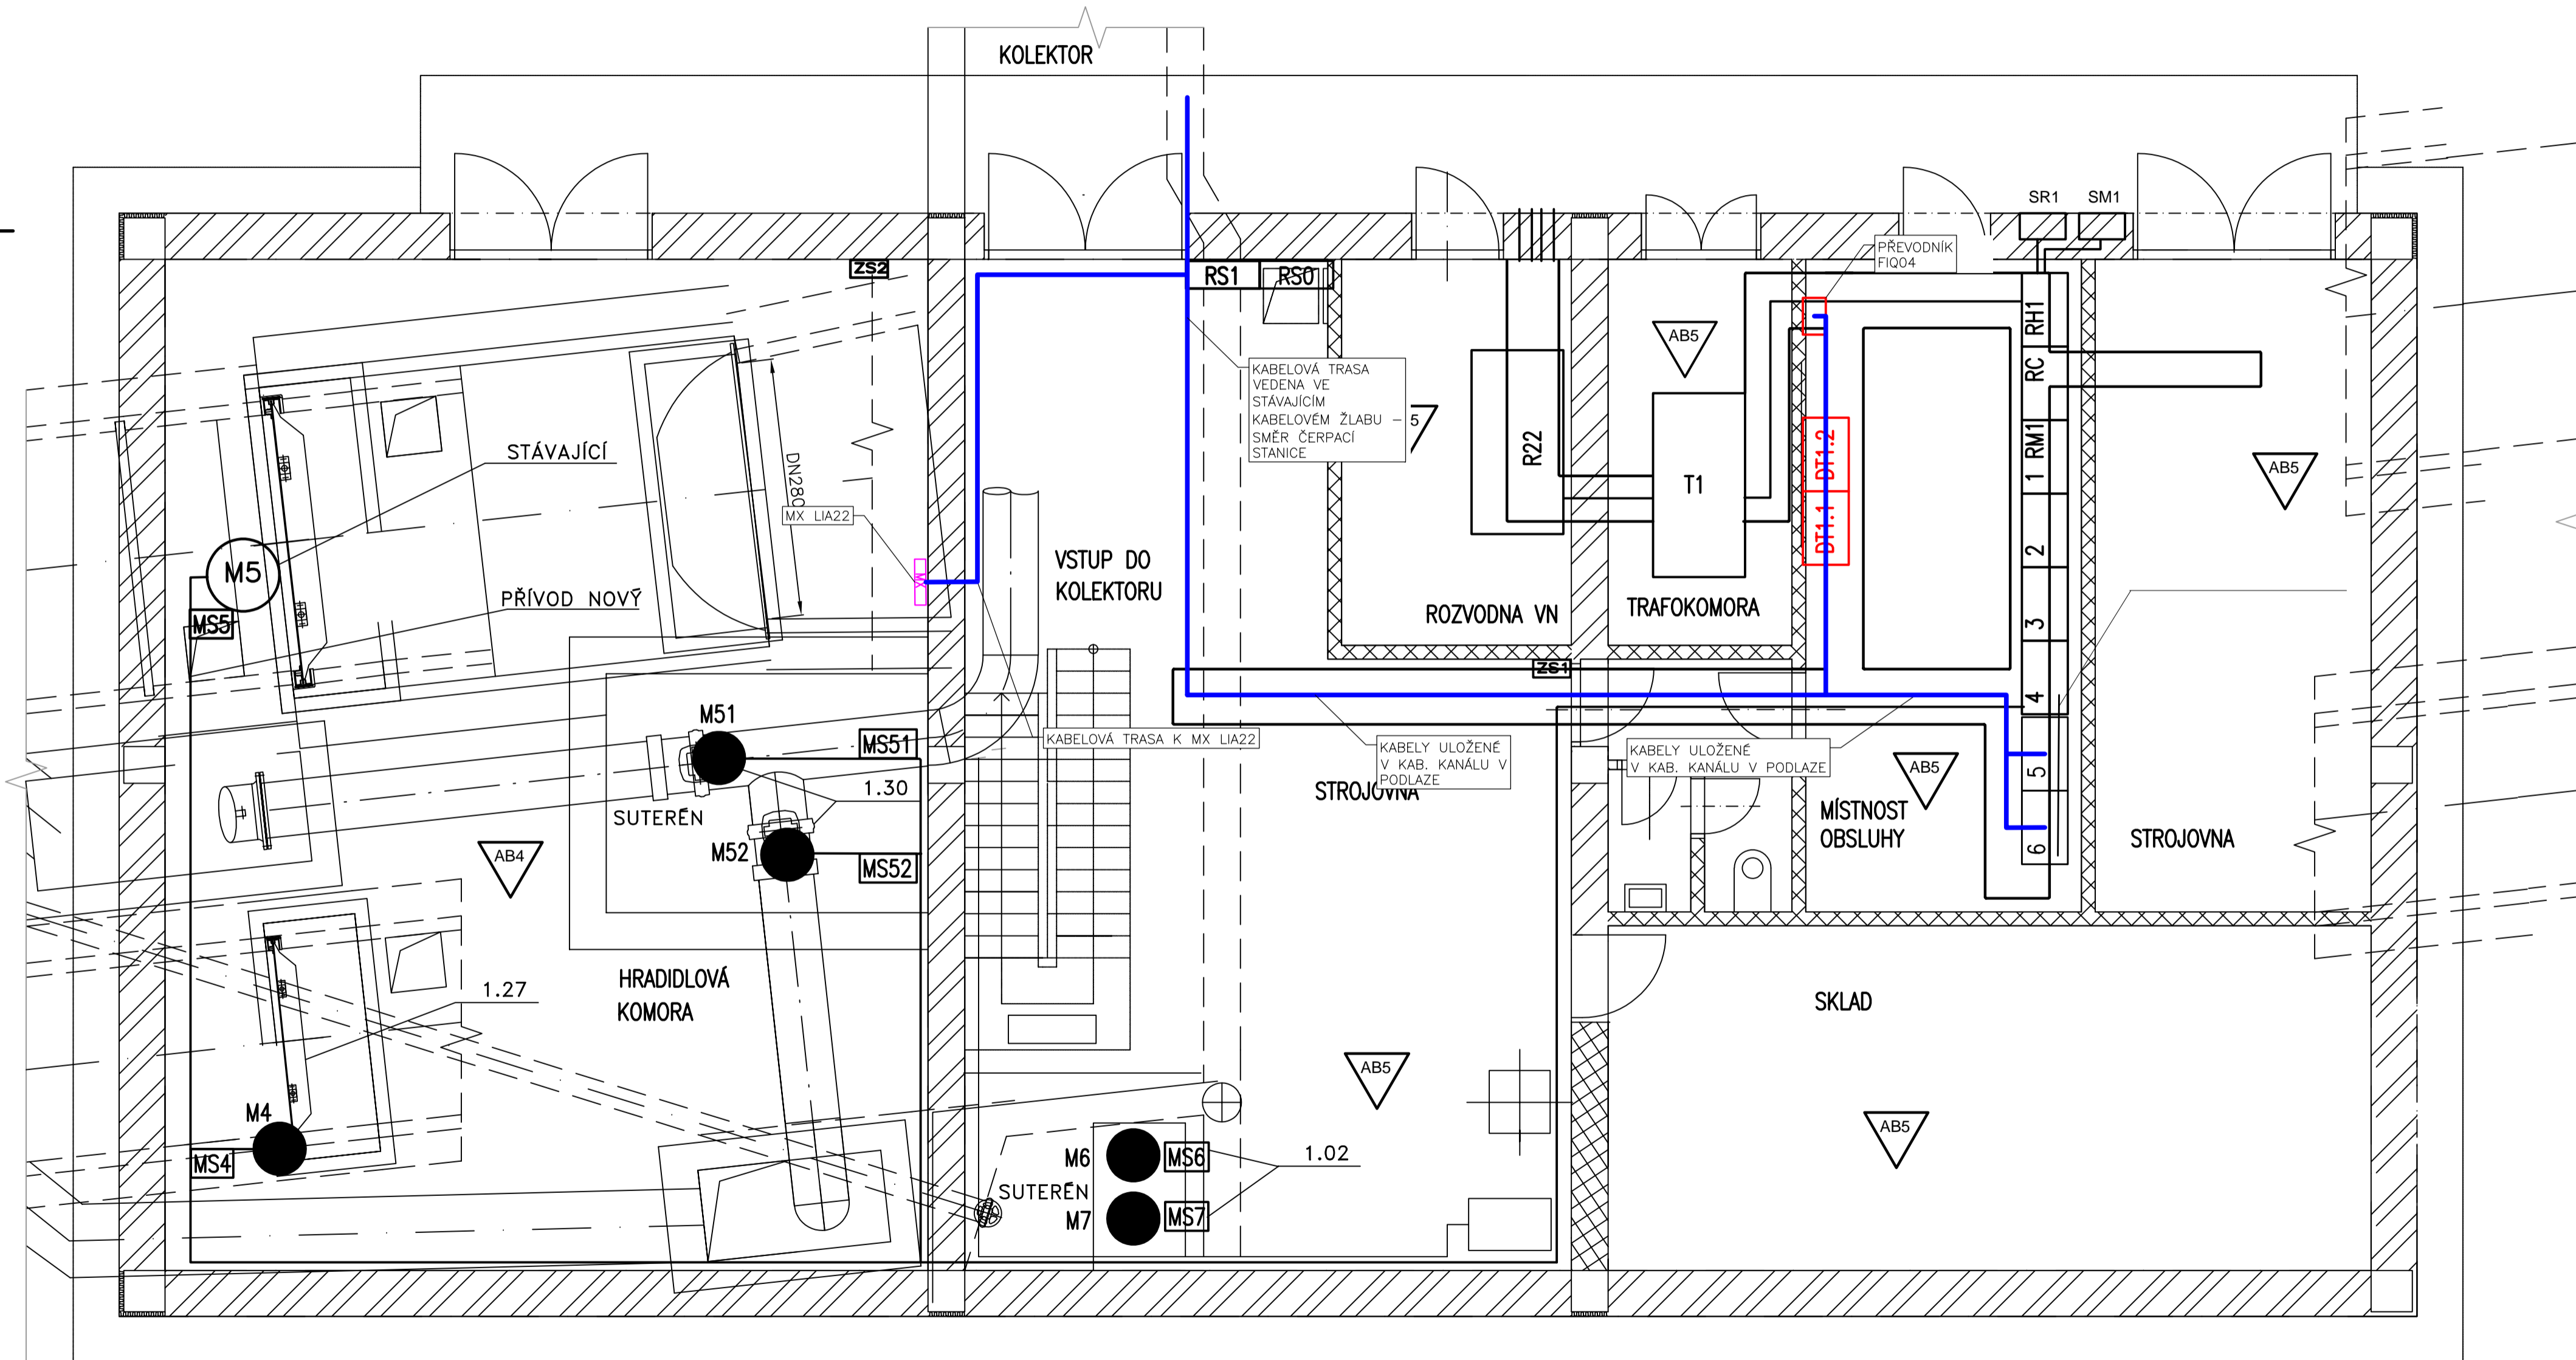 KOLEKTOR
SR1
SM1
PŘEVODNÍK
FIQ04
ZS2
RS1
RS0
RH1
RC
1 RM1
2
3
4
5
6
AB5
KABELOVÁ TRASA
VEDENA VE
STÁVAJÍCÍM
KABELOVÉM ŽLABU –
SMĚR ČERPACÍ
STANICE
5
R22
T1
DT1.2
DT1.1
AB5
STÁVAJÍCÍ
DN280
MX LIA22
MX
M5
MS5
PŘÍVOD NOVÝ
VSTUP DO
KOLEKTORU
ROZVODNA VN
TRAFOKOMORA
ZS1
M51
MS51
KABELOVÁ TRASA K MX LIA22
KABELY ULOŽENÉ
V KAB. KANÁLU V
PODLAZE
KABELY ULOŽENÉ
V KAB. KANÁLU V PODLAZE
AB5
1.30
STROJOVNA
SUTERÉN
MÍSTNOST
OBSLUHY
STROJOVNA
M52
MS52
AB4
HRADIDLOVÁ
KOMORA
1.27
SKLAD
AB5
M4
MS4
M6
MS6
1.02
SUTERÉN
M7
MS7
AB5